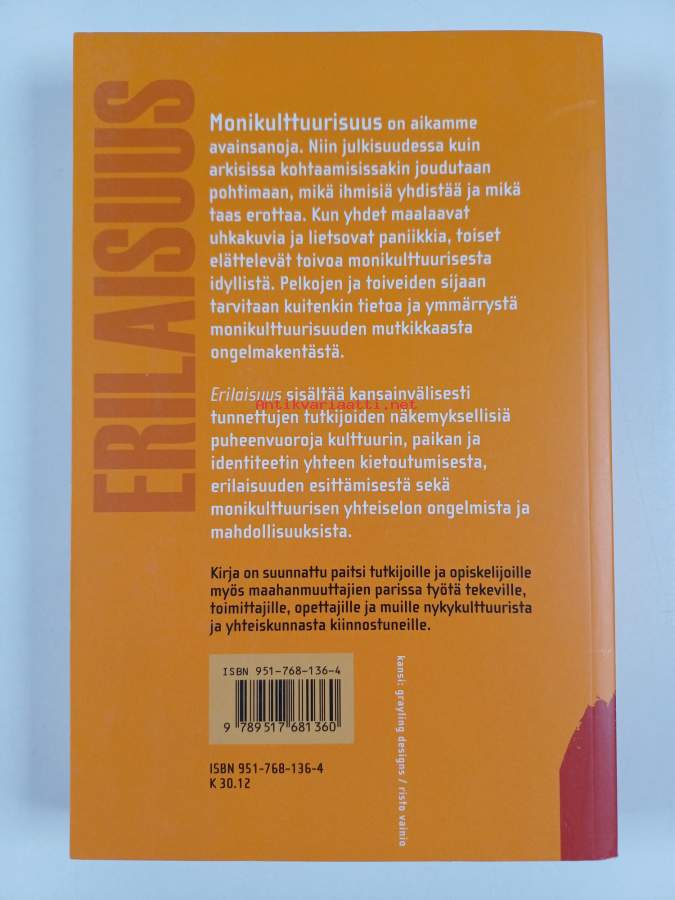 ERILAISUUS
Monikulttuurisuus on aikamme
avainsanoja. Niin julkisuudessa kuin
arkisissa kohtaamisissakin joudutaan
pohtimaan, mikä ihmisiä yhdistää ja mikä
taas erottaa. Kun yhdet maalaavat
uhkakuvia ja lietsovat paniikkia, toiset
elättelevät toivoa monikulttuurisesta
idyllistä. Pelkojen ja toiveiden sijaan
tarvitaan kuitenkin tietoa ja ymmärrystä
monikulttuurisuuden mutkikkaasta
ongelmakentästä.
Erilaisuus sisältää kansainvälisesti
Antikvariaatti.net
tunnettujen tutkijoiden näkemyksellisiä
puheenvuoroja kulttuurin, paikan ja
identiteetin yhteen kietoutumisesta,
erilaisuuden esittämisestä sekä
monikulttuurisen yhteiselon ongelmista ja
mahdollisuuksista.
Kirja on suunnattu paitsi tutkijoille ja opiskelijoille
myös maahanmuuttajien parissa työtä tekeville,
toimittajille, opettajille ja muille nykykulttuurista
ja yhteiskunnasta kiinnostuneille.
ISBN 951-768-136-4
9 789517 681360
ISBN 951-768-136-4
K 30.12
kansi: grayling designs / risto vainio